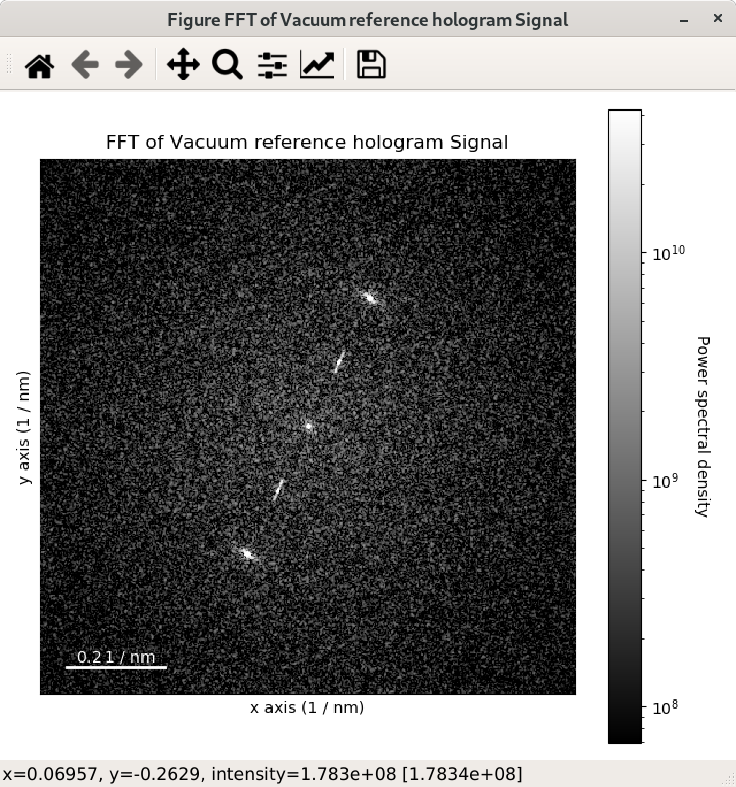 Figure FFT of Vacuum reference hologram Signal
FFT of Vacuum reference hologram Signal
10¹⁰
Power spectral density
y axis (1 / nm)
10⁹
0.21 / nm
10⁸
x axis (1 / nm)
x=0.06957, y=-0.2629, intensity=1.783e+08 [1.7834e+08]